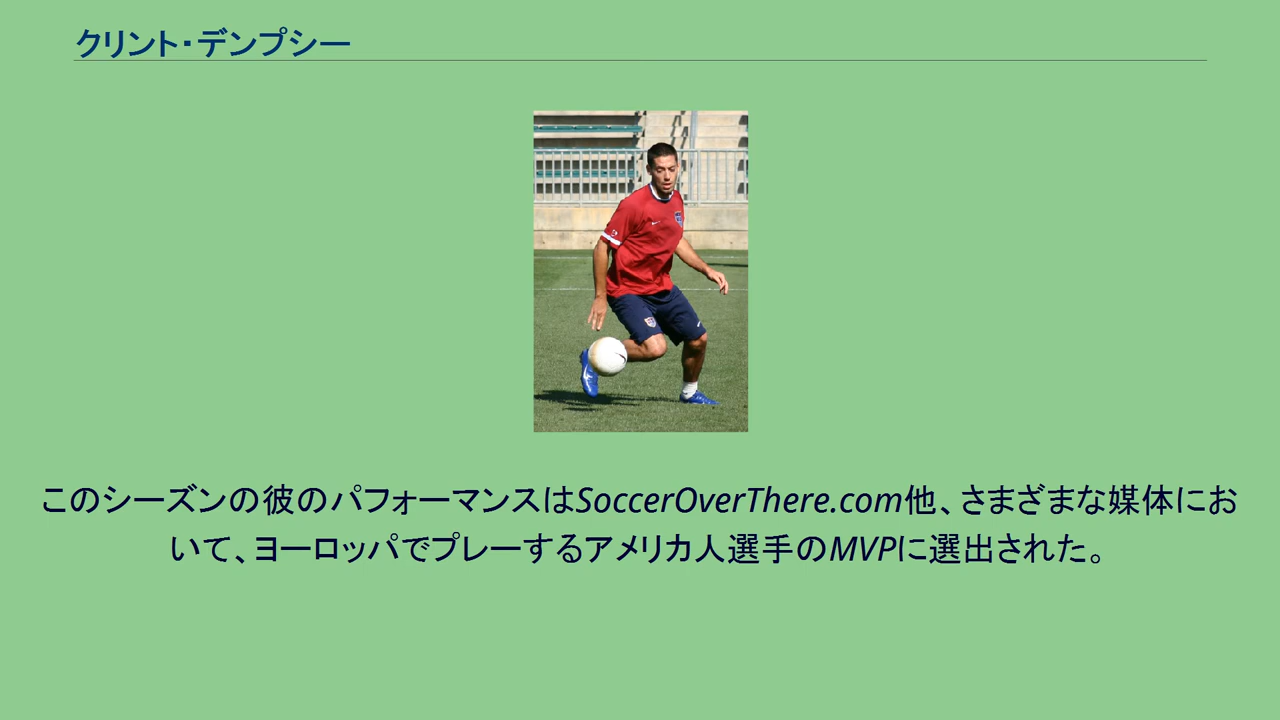 クリント・デンプシー
このシーズンの彼のパフォーマンスはSoccerOverThere.com他、さまざまな媒体にお
いて、ヨーロッパでプレーするアメリカ人選手のMVPに選出された。